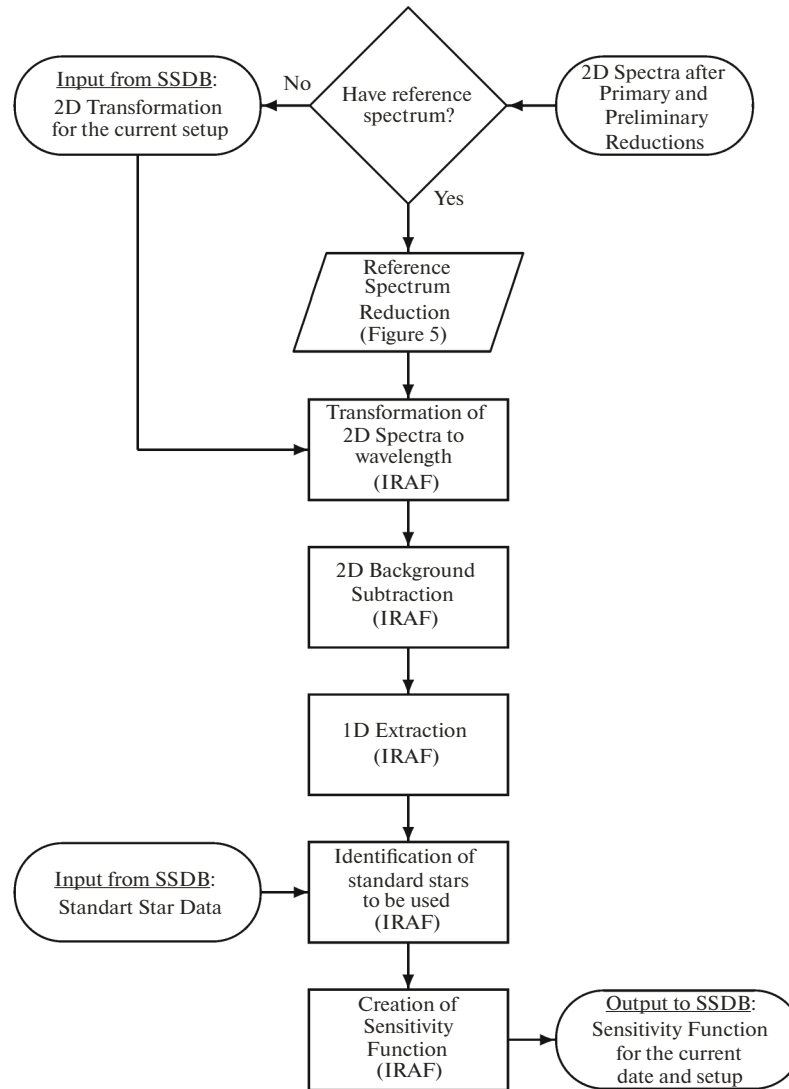 Input from SSDB:
2D Transformation
for the current setup
No
Have reference
spectrum?
2D Spectra after
Primary and
Preliminary
Reductions
Yes
Reference
Spectrum
Reduction
(Figure 5)
Transformation of
2D Spectra to
wavelength
(IRAF)
2D Background
Subtraction
(IRAF)
1D Extraction
(IRAF)
Input from SSDB:
Standart Star Data
Identification of
standard stars
to be used
(IRAF)
Creation of
Sensitivity
Function
(IRAF)
Output to SSDB:
Sensitivity Function
for the current
date and setup